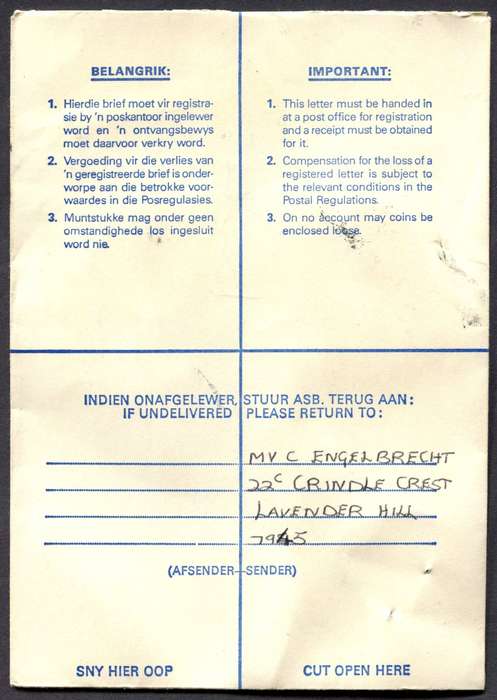 BELANGRIK:
1. Hierdie brief moet vir registra-
sie by 'n poskantoor ingelewer
word en 'n ontvangsbewys
moet daarvoor verkry word.
2. Vergoeding vir die verlies van
'n geregistreerde brief is onder-
worpe aan die betrokke voor-
waardes in die Posregulasies.
3. Muntstukke mag onder geen
omstandighede los ingesluit
word nie.
IMPORTANT:
1. This letter must be handed in
at a post office for registration
and a receipt must be obtained
for it.
2. Compensation for the loss of a
registered letter is subject to
the relevant conditions in the
Postal Regulations.
3. On no account may coins be
enclosed loose.
INDIEN ONAFGELEWER, STUUR ASB. TERUG AAN:
IF UNDELIVERED PLEASE RETURN TO:
MV C ENGELBRECHT
22C CRINDLE CREST
LAVENDER HILL
7945
(AFSENDER—SENDER)
SNY HIER OOP
CUT OPEN HERE